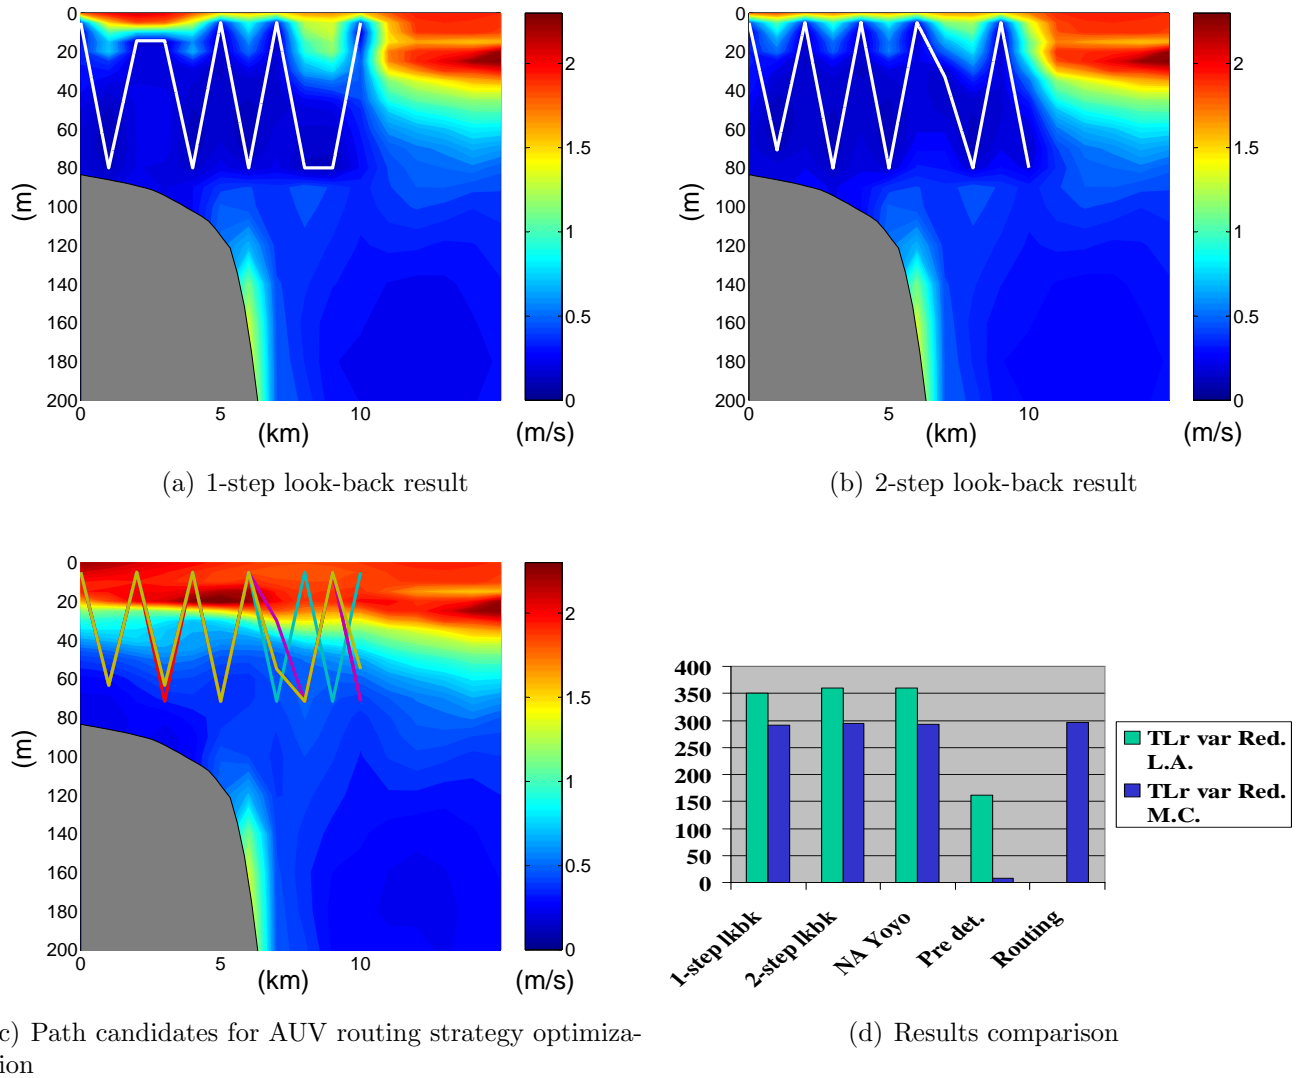 0
20
40
60
80
100
120
140
160
180
200
(m)
0
5
10
(km)
2
1.5
1
0.5
0
(m/s)
(a) 1-step look-back result
0
20
40
60
80
100
120
140
160
180
200
(m)
0
5
10
(km)
2
1.5
1
0.5
0
(m/s)
(b) 2-step look-back result
0
20
40
60
80
100
120
140
160
180
200
(m)
0
5
10
(km)
2
1.5
1
0.5
0
(m/s)
c) Path candidates for AUV routing strategy optimiza-
ion
400
350
300
250
200
150
100
50
0
1-step lkbk
2-step lkbk
NA Yoyo
Pre det.
Routing
TLr var Red.
L.A.
TLr var Red.
M.C.
(d) Results comparison